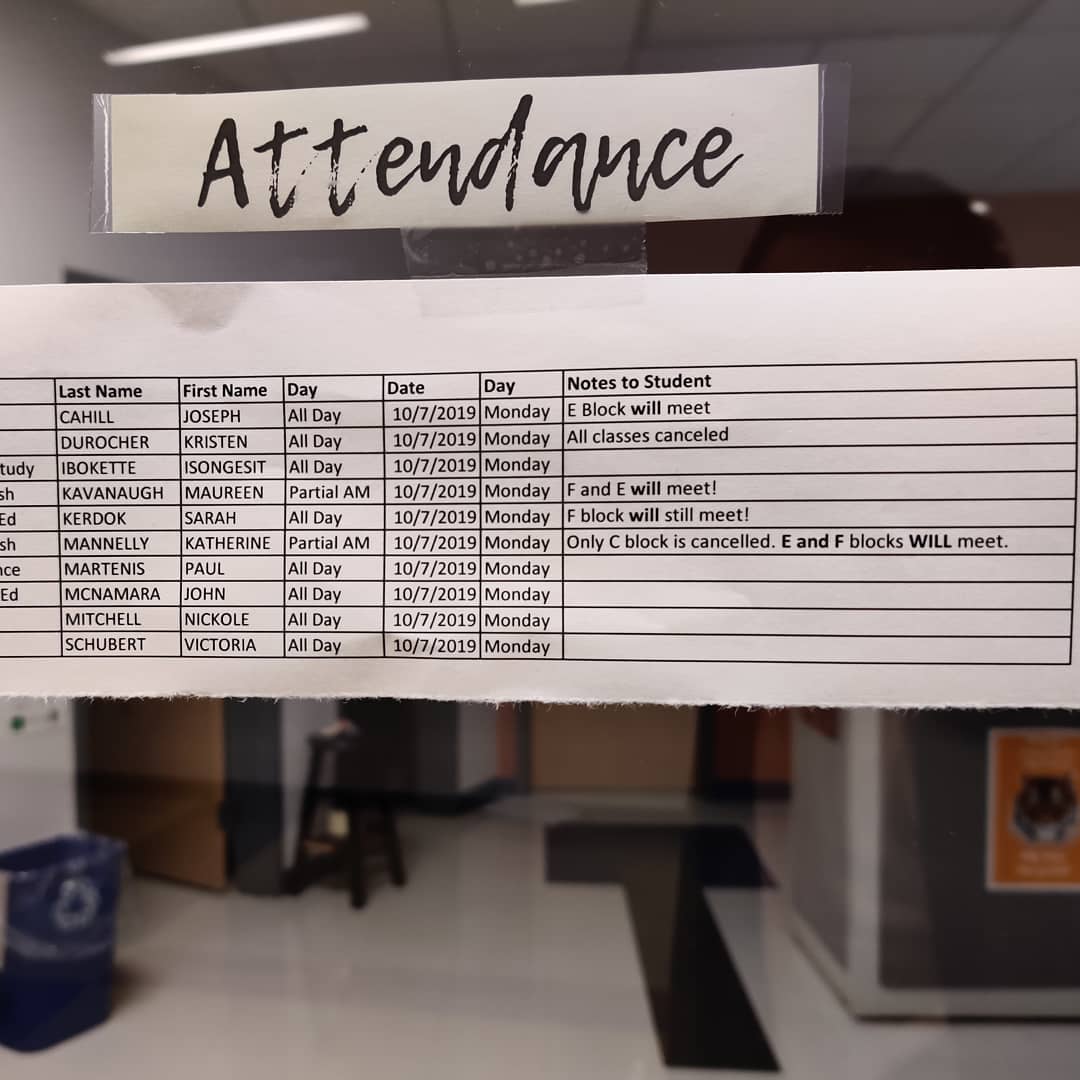 Attendance
Last Name First Name Day Date Day Notes to Student
CAHILL JOSEPH All Day 10/7/2019 Monday E Block will meet
DUROCHER KRISTEN All Day 10/7/2019 Monday All classes canceled
tudy IBOKETTE ISONGESIT All Day 10/7/2019 Monday
sh KAVANAUGH MAUREEN Partial AM 10/7/2019 Monday F and E will meet!
Ed KERDOK SARAH All Day 10/7/2019 Monday F block will still meet!
sh MANNELLY KATHERINE Partial AM 10/7/2019 Monday Only C block is cancelled. E and F blocks WILL meet.
nce MARTENIS PAUL All Day 10/7/2019 Monday
Ed MCNAMARA JOHN All Day 10/7/2019 Monday
MITCHELL NICKOLE All Day 10/7/2019 Monday
SCHUBERT VICTORIA All Day 10/7/2019 Monday